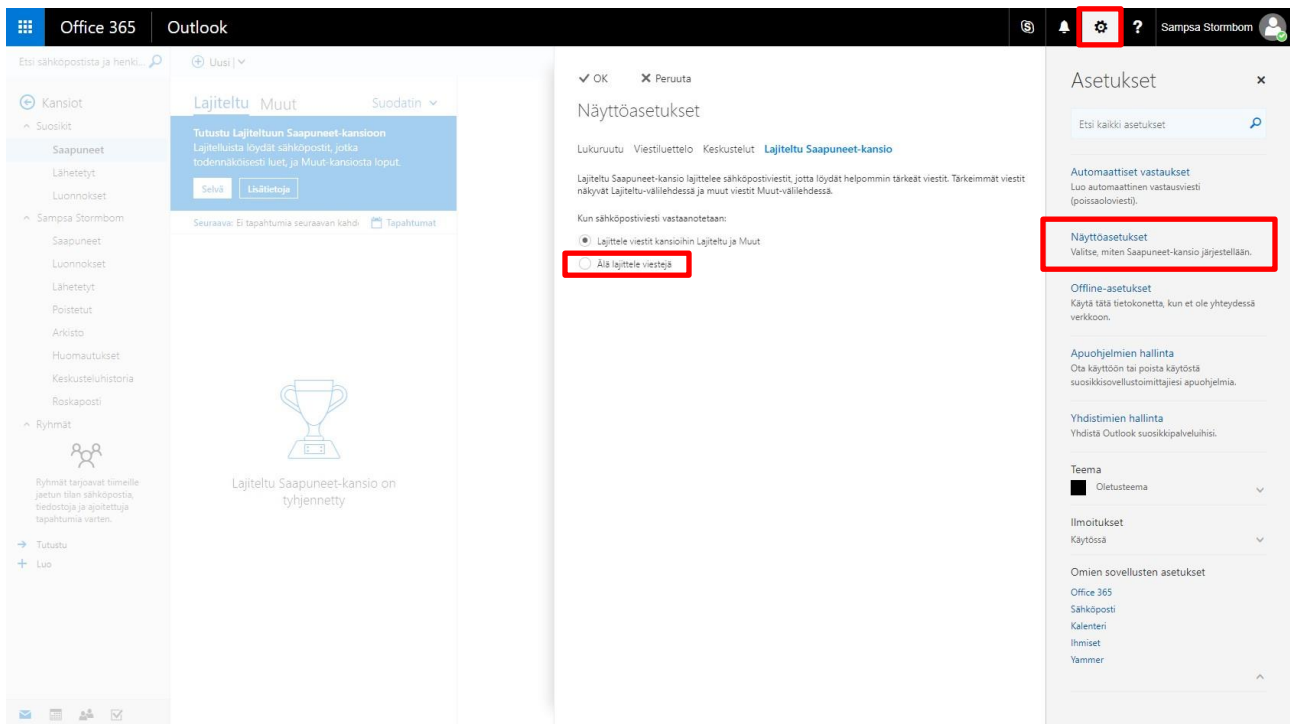 Office 365
Outlook
?
Sampsa Stormbom
Etsi sähköpostista ja henki...
Uusi
Kansiot
Suosikit
Saapuneet
Lähetetyt
Luonnokset
Sampsa Stormbom
Saapuneet
Luonnokset
Lähetetyt
Poistetut
Arkisto
Huomautukset
Keskusteluhistoria
Roskaposti
Ryhmät
Ryhmät tarjoavat tiimeille
jaetun tilan sähköpostia,
tiedostoja ja ajoitettuja
tapahtumia varten.
Tutustu
Luo
Lajiteltu Muut Suodatin
Tutustu Lajiteltuun Saapuneet-kansioon
Lajitelluista löydät sähköpostit, jotka
todennäköisesti luet, ja Muut-kansiosta loput.
Selvä Lisätietoja
Seuraava: Ei tapahtumia seuraavan kahd Tapahtumat
Lajiteltu Saapuneet-kansio on
tyhjennetty
OK Peruuta
Näyttöasetukset
Lukuruutu Viestiluettelo Keskustelut Lajiteltu Saapuneet-kansio
Lajiteltu Saapuneet-kansio lajittelee sähköpostiviestit, jotta löydät helpommin tärkeät viestit. Tärkeimmät viestit
näkyvät Lajiteltu-välilehdessä ja muut viestit Muut-välilehdessä.
Kun sähköpostiviesti vastaanotetaan:
Lajittele viestit kansioihin Lajiteltu ja Muut
Älä lajittele viestejä
Asetukset
Etsi kaikki asetukset
Automaattiset vastaukset
Luo automaattinen vastausviesti
(poissaoloviesti).
Näyttöasetukset
Valitse, miten Saapuneet-kansio järjestellään.
Offline-asetukset
Käytä tätä tietokonetta, kun et ole yhteydessä
verkkoon.
Apuohjelmien hallinta
Ota käyttöön tai poista käytöstä
suosikkisovellustoimittajiesi apuohjelmia.
Yhdistimien hallinta
Yhdistä Outlook suosikkipalveluihisi.
Teema
Oletusteema
Ilmoitukset
Käytössä
Omien sovellusten asetukset
Office 365
Sähköposti
Kalenteri
Ihmiset
Yammer